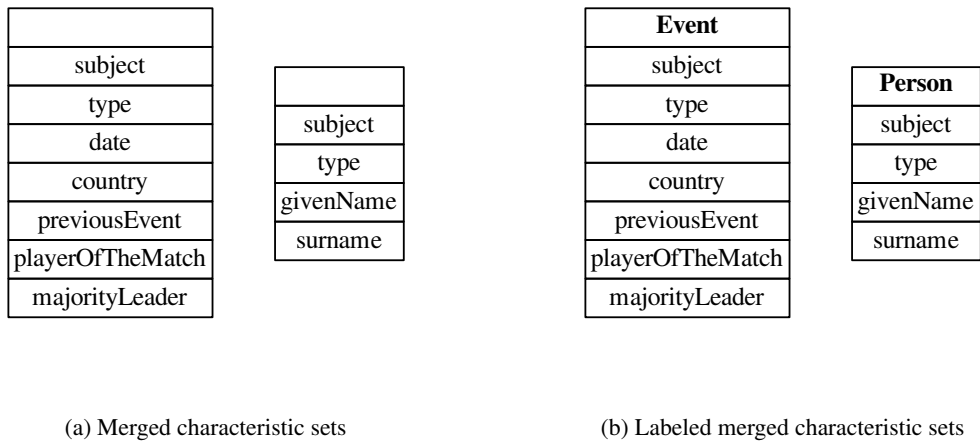 subject
type
date
country
previousEvent
playerOfTheMatch
majorityLeader
subject
type
givenName
surname
(a) Merged characteristic sets
Event
subject
type
date
country
previousEvent
playerOfTheMatch
majorityLeader
Person
subject
type
givenName
surname
(b) Labeled merged characteristic sets